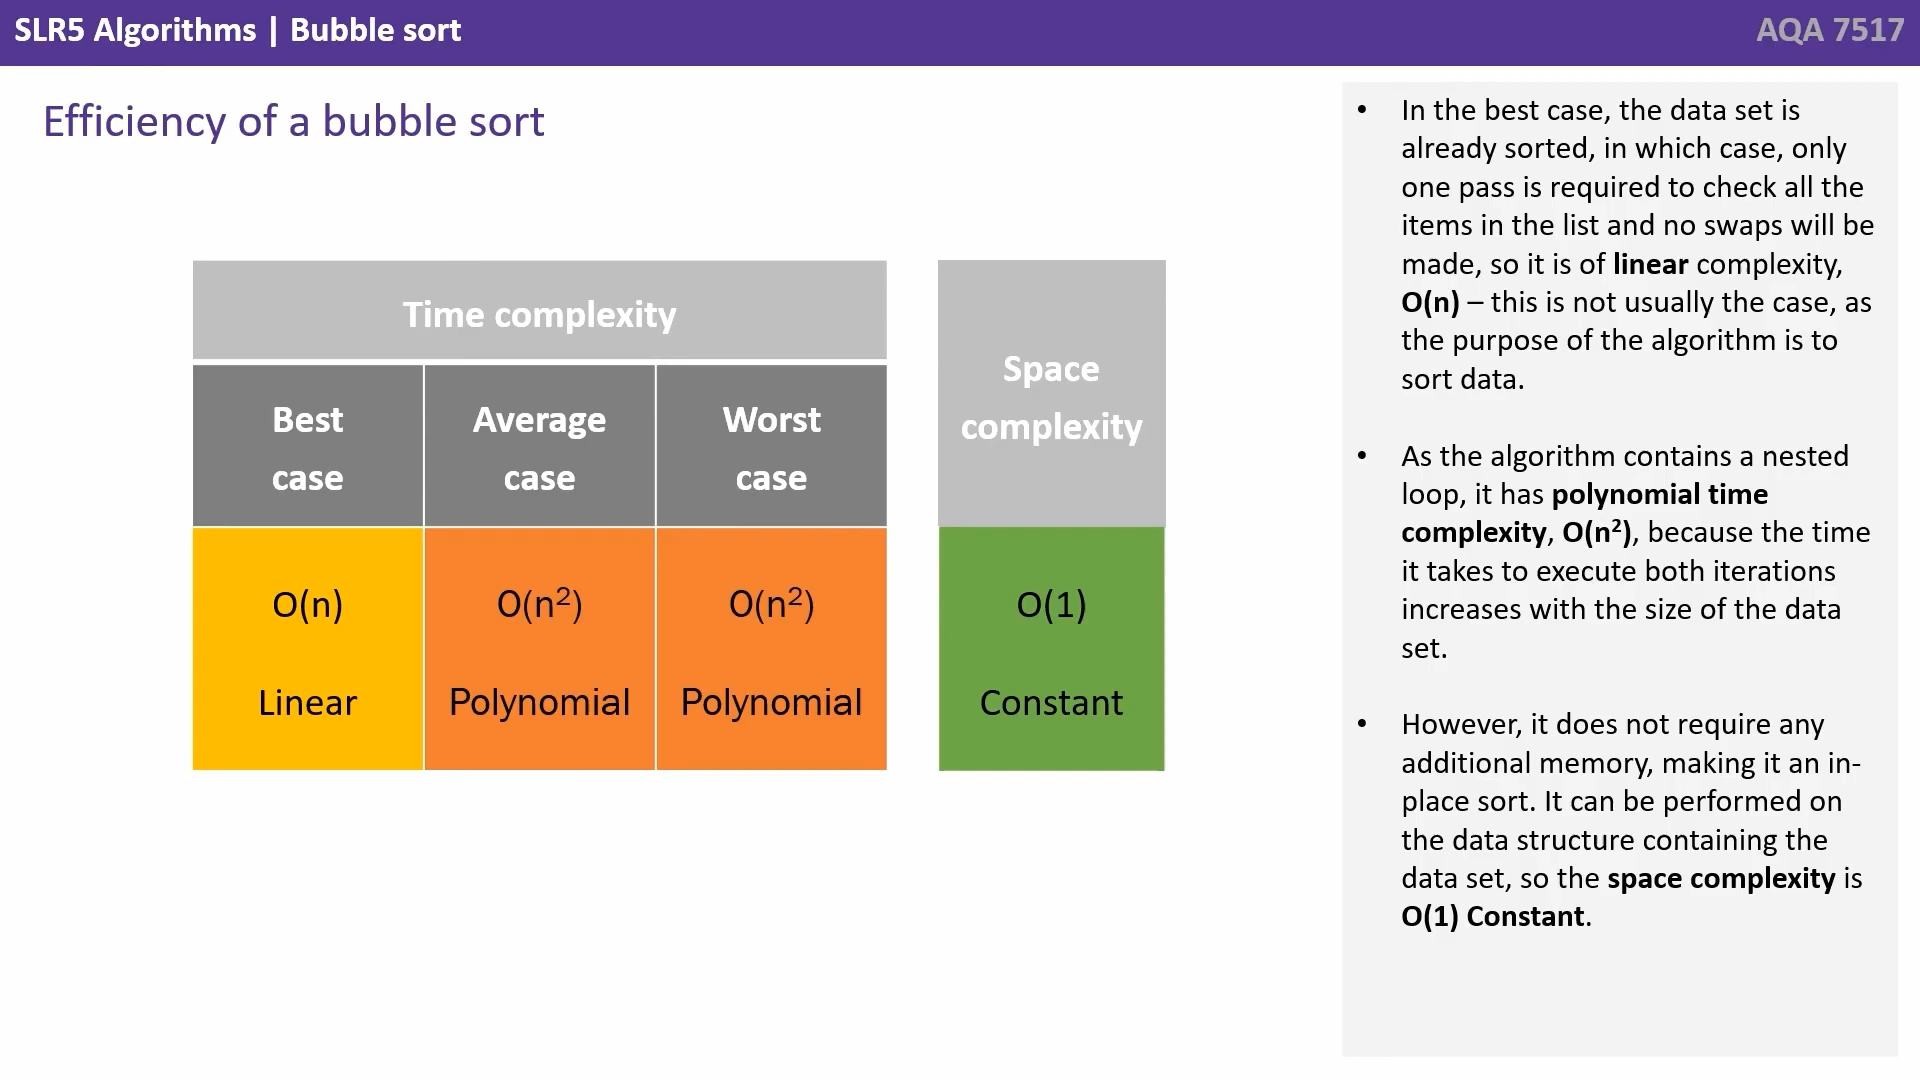 SLR5 Algorithms | Bubble sort
AQA 7517
Efficiency of a bubble sort
Time complexity
Space
complexity
Best
case
Average
case
Worst
case
O(n)
Linear
O(n²)
Polynomial
O(n²)
Polynomial
O(1)
Constant
• In the best case, the data set is
already sorted, in which case, only
one pass is required to check all the
items in the list and no swaps will be
made, so it is of linear complexity,
O(n) – this is not usually the case, as
the purpose of the algorithm is to
sort data.
• As the algorithm contains a nested
loop, it has polynomial time
complexity, O(n²), because the time
it takes to execute both iterations
increases with the size of the data
set.
• However, it does not require any
additional memory, making it an in-
place sort. It can be performed on
the data structure containing the
data set, so the space complexity is
O(1) Constant.